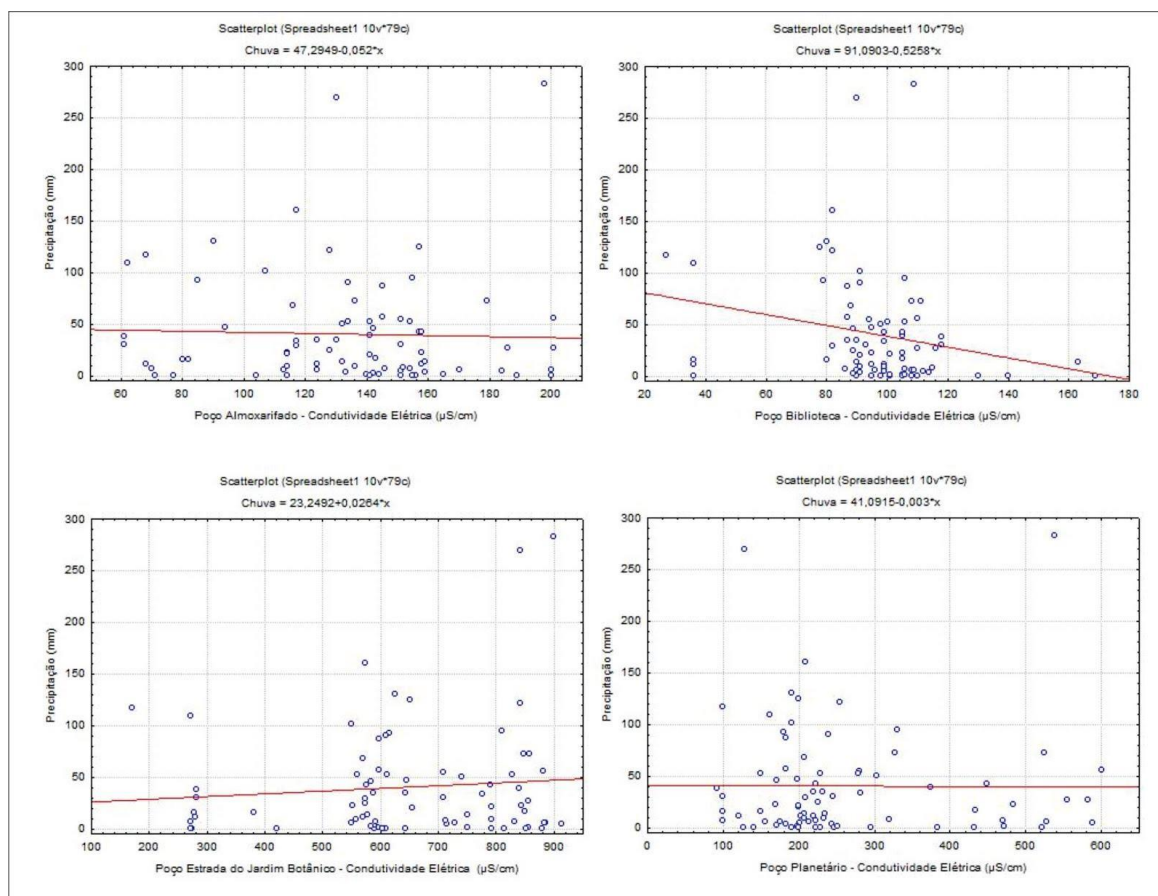 Scatterplot (Spreadsheet1 10v*79c)
Chuva = 47,2949-0,052*x
300
250
200
150
100
50
0
Precipitação (mm)
60 80 100 120 140 160 180 200
Poço Almoxarifado - Condutividade Elétrica (µS/cm)
Scatterplot (Spreadsheet1 10v*79c)
Chuva = 91,0903-0,5258*x
300
250
200
150
100
50
0
Precipitação (mm)
20 40 60 80 100 120 140 160 180
Poço Biblioteca - Condutividade Elétrica (µS/cm)
Scatterplot (Spreadsheet1 10v*79c)
Chuva = 23,2492+0,0264*x
300
250
200
150
100
50
0
Precipitação (mm)
100 200 300 400 500 600 700 800 900
Poço Estrada do Jardim Botânico - Condutividade Elétrica (µS/cm)
Scatterplot (Spreadsheet1 10v*79c)
Chuva = 41,0915-0,003*x
300
250
200
150
100
50
0
Precipitação (mm)
0 100 200 300 400 500 600
Poço Planetário - Condutividade Elétrica (µS/cm)